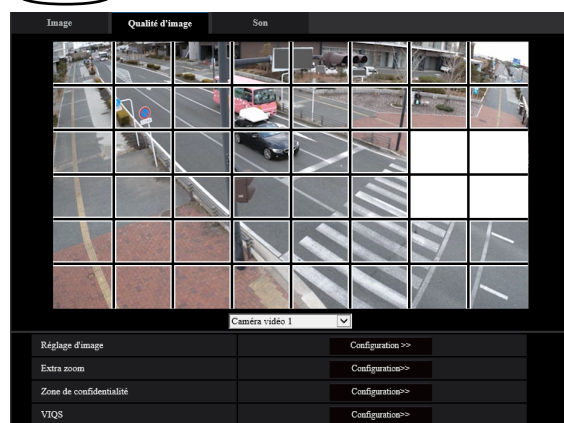 Image
Qualité d'image
Son
Caméra vidéo 1
Réglage d'image
Configuration >>
Extra zoom
Configuration>>
Zone de confidentialité
Configuration>>
VIQS
Configuration>>